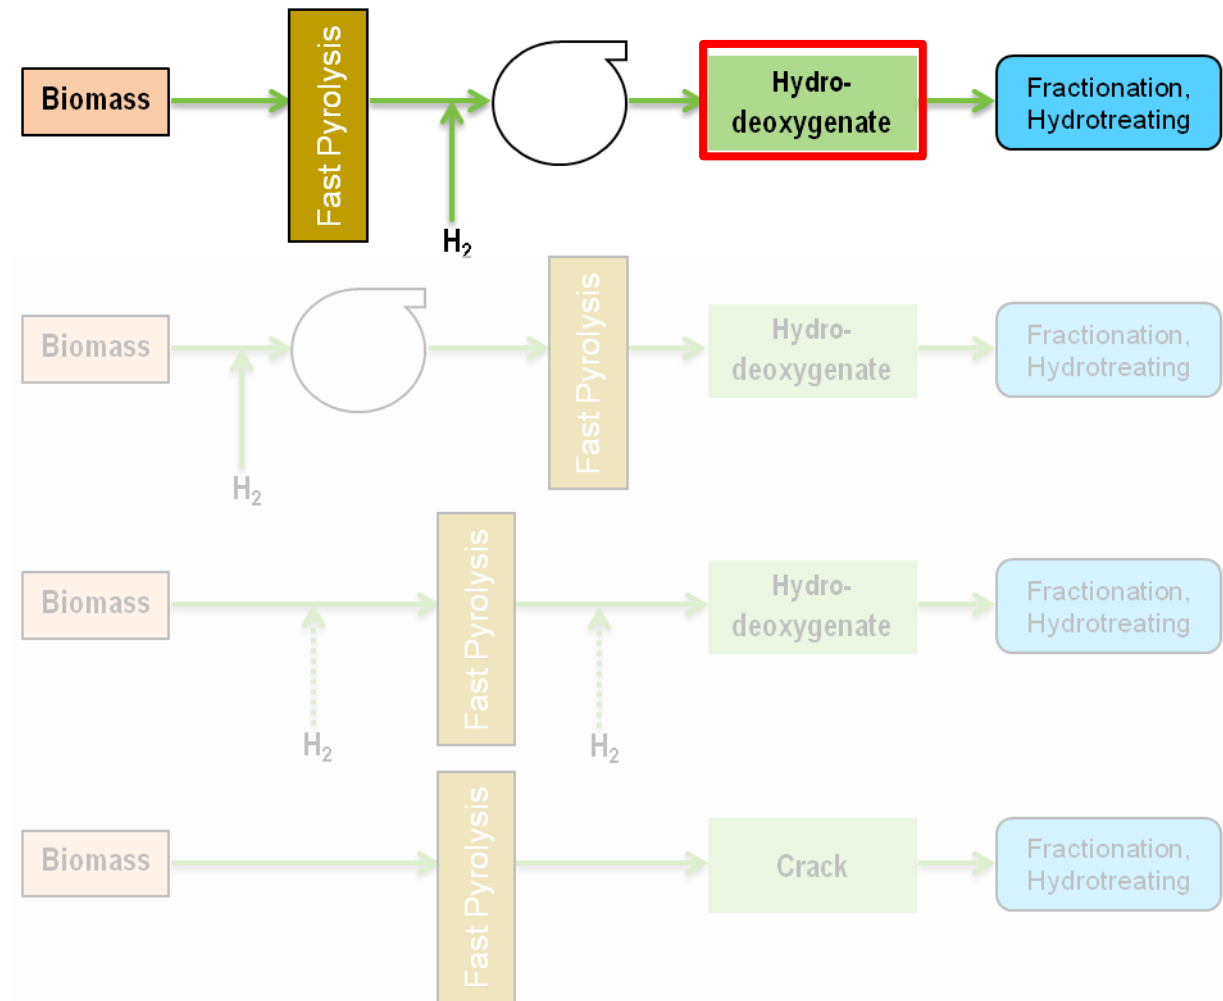 Biomass
Fast Pyrolysis
H₂
Hydro-
deoxygenate
Fractionation,
Hydrotreating
Biomass
H₂
Fast Pyrolysis
Hydro-
deoxygenate
Fractionation,
Hydrotreating
Biomass
H₂
Fast Pyrolysis
H₂
Hydro-
deoxygenate
Fractionation,
Hydrotreating
Biomass
Fast Pyrolysis
Crack
Fractionation,
Hydrotreating